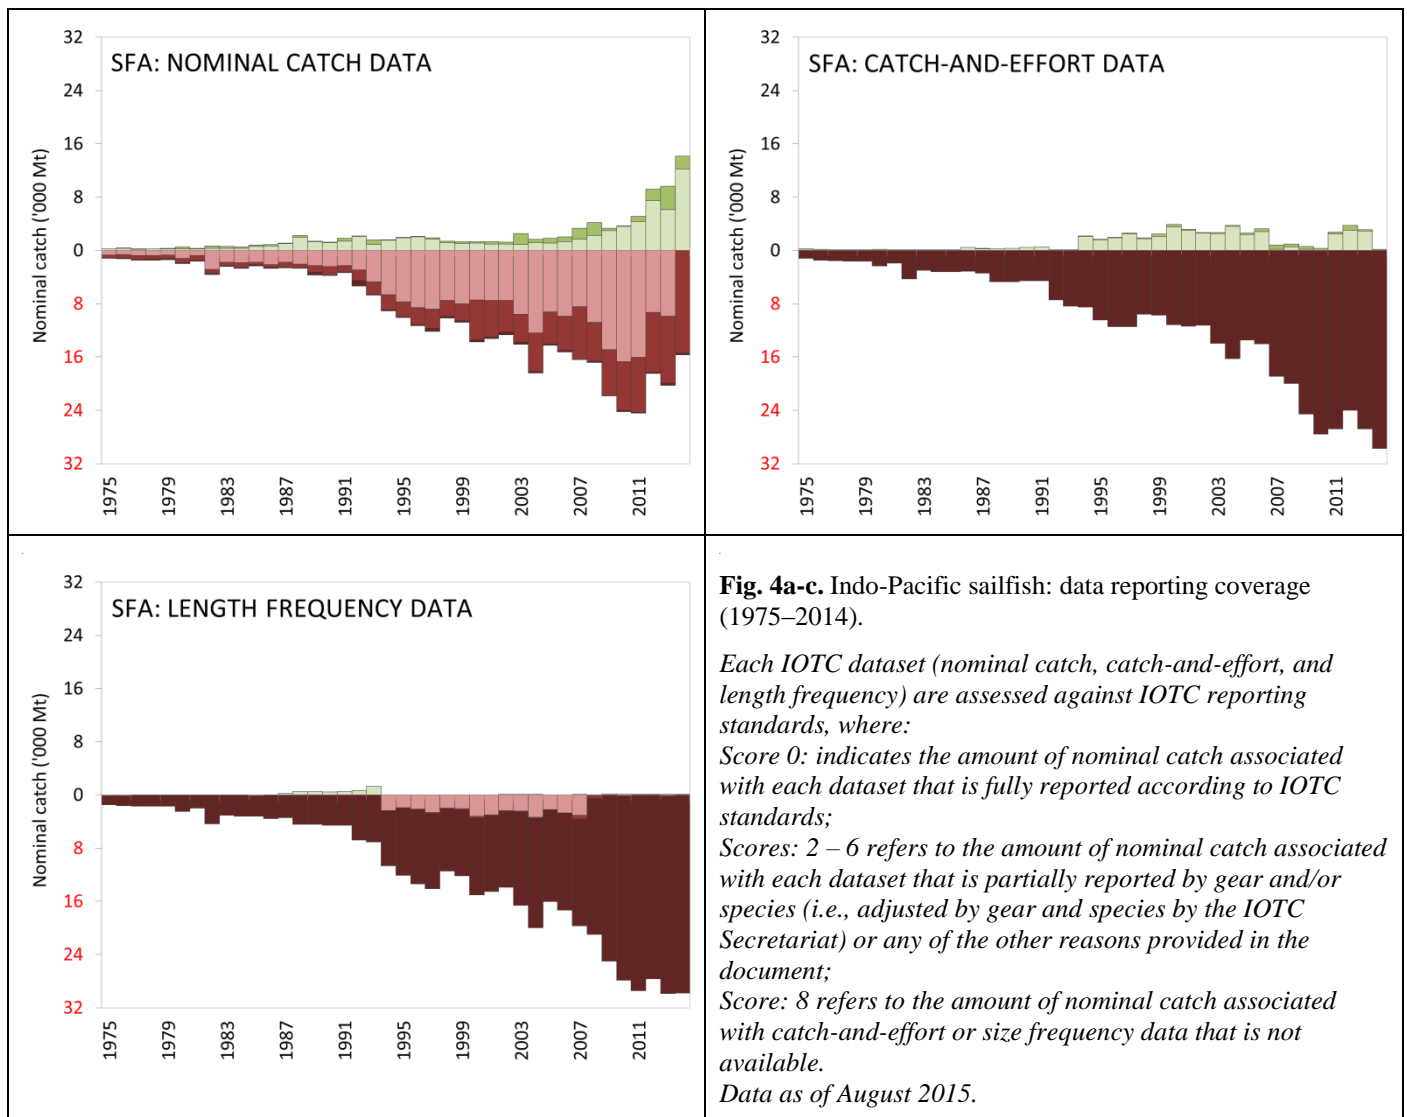 SFA: NOMINAL CATCH DATA
Nominal catch ('000 Mt)
32
24
16
8
0
8
16
24
32
1975
1979
1983
1987
1991
1995
1999
2003
2007
2011
SFA: CATCH-AND-EFFORT DATA
Nominal catch ('000 Mt)
32
24
16
8
0
8
16
24
32
1975
1979
1983
1987
1991
1995
1999
2003
2007
2011
SFA: LENGTH FREQUENCY DATA
Nominal catch ('000 Mt)
32
24
16
8
0
8
16
24
32
1975
1979
1983
1987
1991
1995
1999
2003
2007
2011
Fig. 4a-c. Indo-Pacific sailfish: data reporting coverage
(1975–2014).
Each IOTC dataset (nominal catch, catch-and-effort, and
length frequency) are assessed against IOTC reporting
standards, where:
Score 0: indicates the amount of nominal catch associated
with each dataset that is fully reported according to IOTC
standards;
Scores: 2 – 6 refers to the amount of nominal catch associated
with each dataset that is partially reported by gear and/or
species (i.e., adjusted by gear and species by the IOTC
Secretariat) or any of the other reasons provided in the
document;
Score: 8 refers to the amount of nominal catch associated
with catch-and-effort or size frequency data that is not
available.
Data as of August 2015.